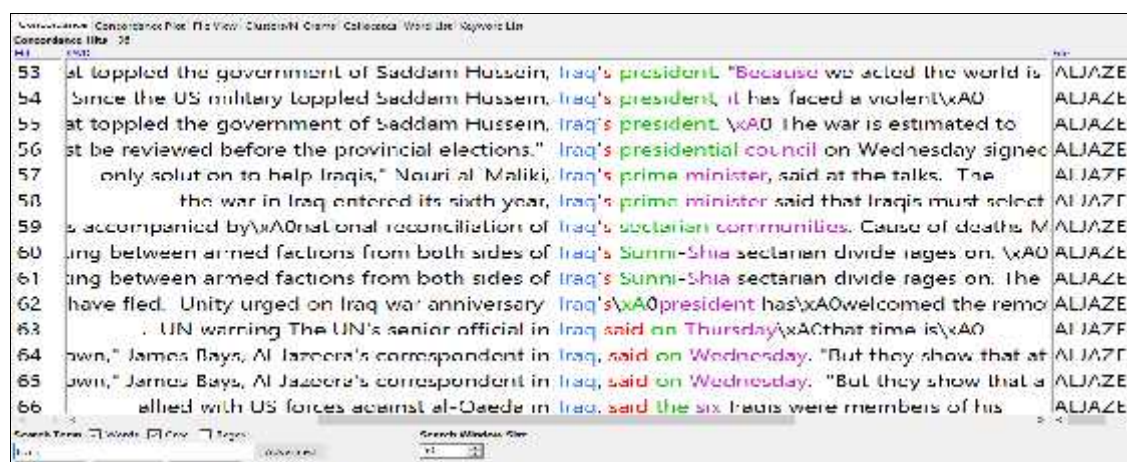 Concordance Concordance Plot File View Clusters/N-Grams Collocates Word List Keyword List
Concordance Hits
Hit KWIC File
53 at toppled the government of Saddam Hussein, Iraq's president. "Because we acted the world is ALJAZE
54 Since the US military toppled Saddam Hussein, Iraq's president, it has faced a violent\xA0 ALJAZE
55 at toppled the government of Saddam Hussein, Iraq's president. \xA0 The war is estimated to ALJAZE
56 st be reviewed before the provincial elections." Iraq's presidential council on Wednesday signed ALJAZE
57 only solution to help Iraqis," Nouri al-Maliki, Iraq's prime minister, said at the talks. The ALJAZE
58 the war in Iraq entered its sixth year, Iraq's prime minister said that Iraqis must select ALJAZE
59 s accompanied by\xA0national reconciliation of Iraq's sectarian communities. Cause of deaths M ALJAZE
60 ing between armed factions from both sides of Iraq's Sunni-Shia sectarian divide rages on. \xA0 ALJAZE
61 ing between armed factions from both sides of Iraq's Sunni-Shia sectarian divide rages on. The ALJAZE
62 have fled. Unity urged on Iraq war anniversary Iraq's\xA0president has\xA0welcomed the remo ALJAZE
63 . UN warning The UN's senior official in Iraq said on Thursday\xA0that time is\xA0 ALJAZE
64 own," James Bays, Al Jazeera's correspondent in Iraq, said on Wednesday. "But they show that at ALJAZE
65 own," James Bays, Al Jazeera's correspondent in Iraq, said on Wednesday. "But they show that a ALJAZE
66 allied with US forces against al-Qaeda in Iraq, said the six Iraqis were members of his ALJAZE
Search Term Words Case Regex Search Window Size
Advanced